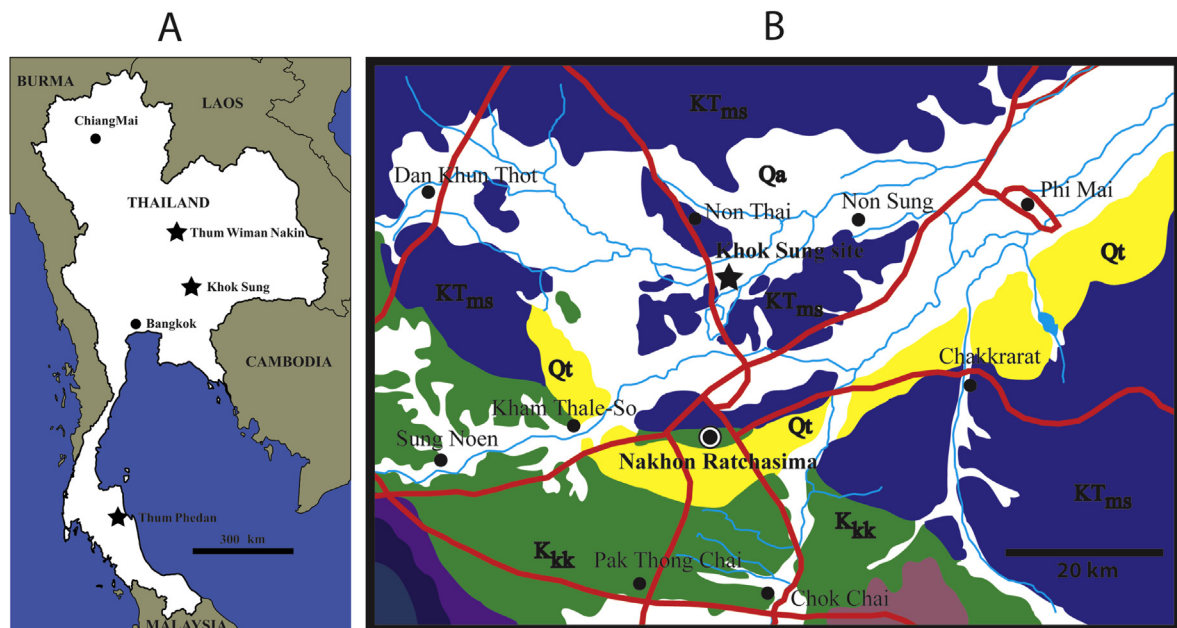 A
B
BURMA
LAOS
ChiangMai
THAILAND
Thum Wiman Nakin
Khok Sung
Bangkok
CAMBODIA
Thum Phedan
300 km
MALAYSIA
KTms
Dan Khun Thot
Qa
Phi Mai
Non Thai
Non Sung
Khok Sung site
Qt
KTms
KTms
Qt
Chakkrarat
Kham Thale-So
Qt
Sung Noen
Nakhon Ratchasima
KTms
Kkk
Kkk
Pak Thong Chai
20 km
Chok Chai